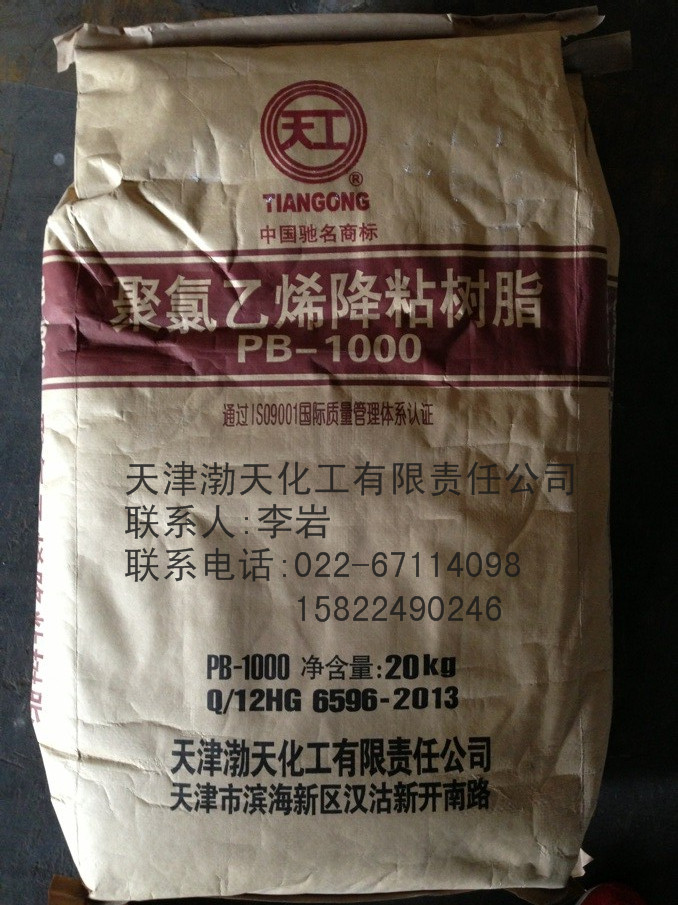 天工
®
TIANGONG
中国驰名商标
聚氯乙烯降粘树脂
PB-1000
通过ISO9001国际质量管理体系认证
天津渤天化工有限责任公司
联系人:李岩
联系电话:022-67114098
15822490246
PB-1000 净含量:20kg
Q/12HG 6596-2013
天津渤天化工有限责任公司
天津市滨海新区汉沽新开南路